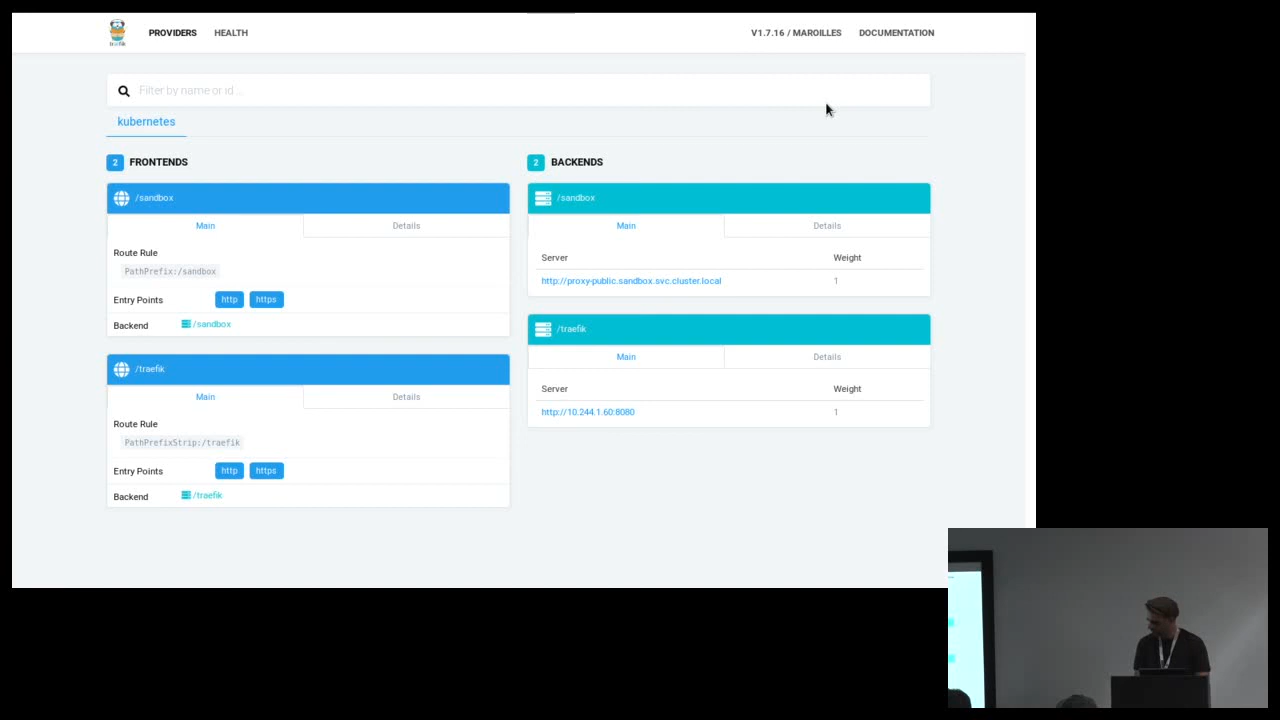 PROVIDERS HEALTH V1.7.16 / MAROILLES DOCUMENTATION
Filter by name or id ...
kubernetes
2 FRONTENDS
/sandbox
Main Details
Route Rule
PathPrefix:/sandbox
Entry Points http https
Backend /sandbox
/traefik
Main Details
Route Rule
PathPrefixStrip:/traefik
Entry Points http https
Backend /traefik
2 BACKENDS
/sandbox
Main Details
Server Weight
http://proxy-public.sandbox.svc.cluster.local 1
/traefik
Main Details
Server Weight
http://10.244.1.60:8080 1